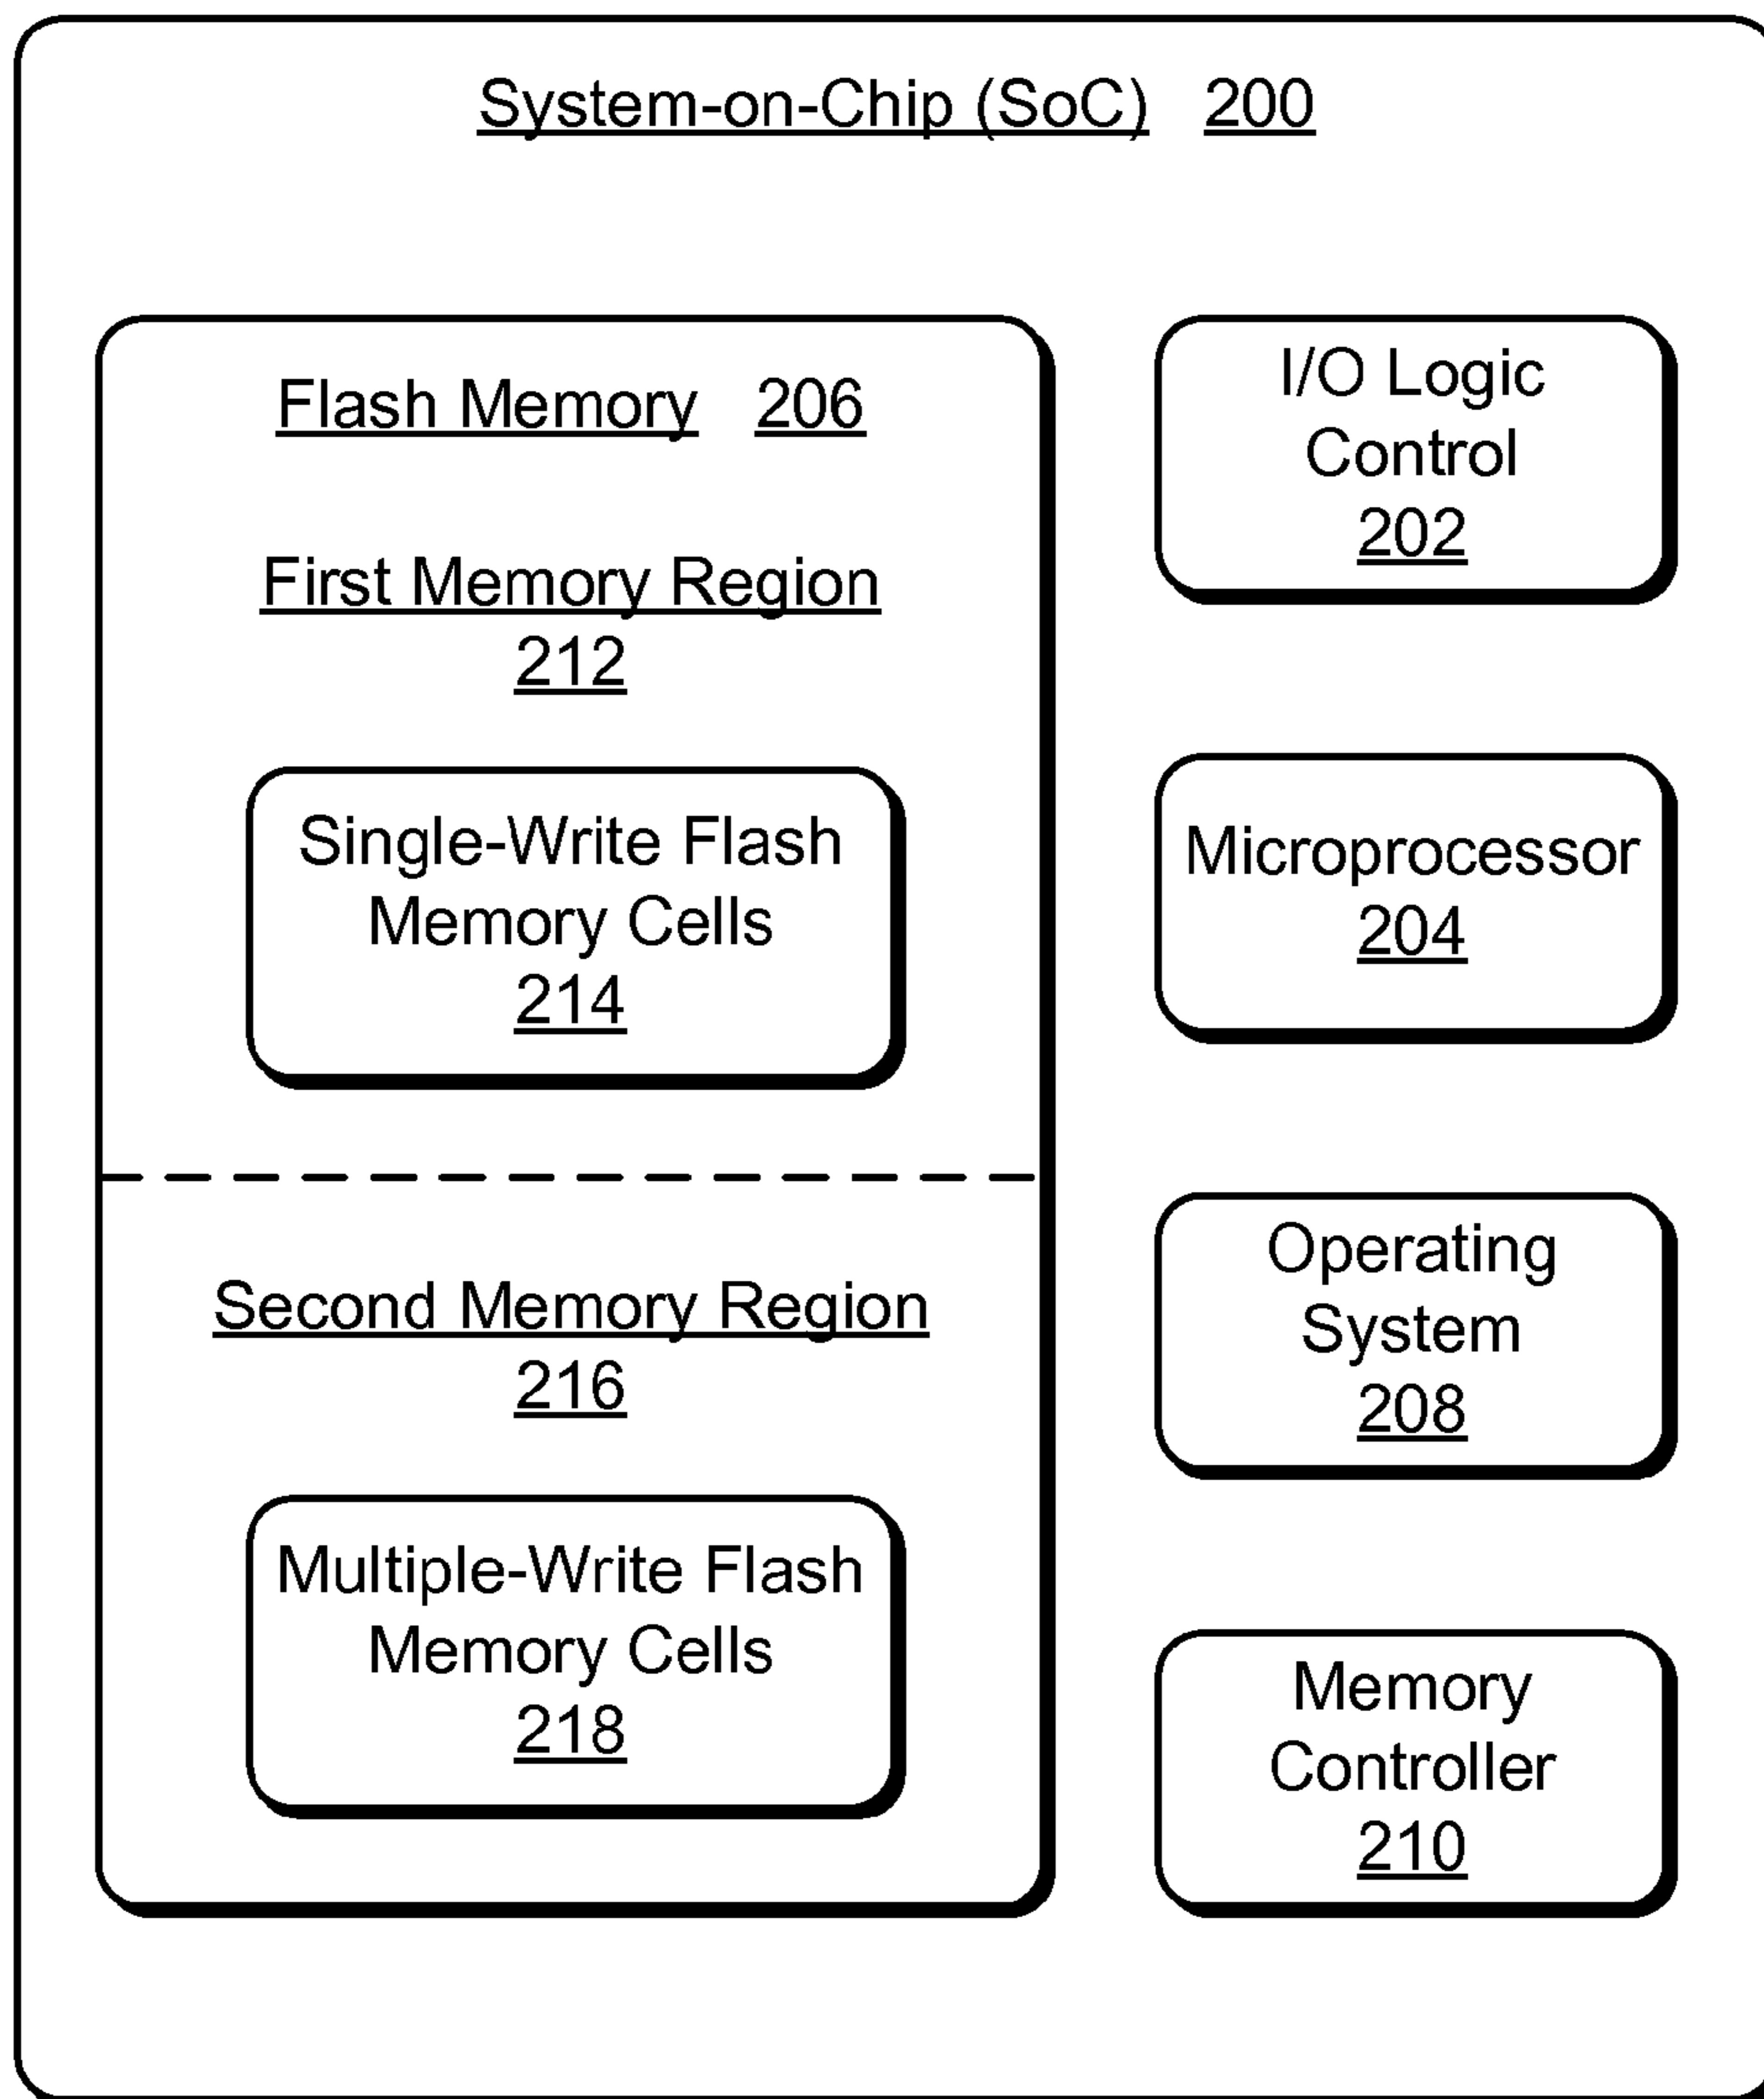 System-on-Chip (SoC) 200
Flash Memory 206
First Memory Region
212
Single-Write Flash
Memory Cells
214
Second Memory Region
216
Multiple-Write Flash
Memory Cells
218
I/O Logic
Control
202
Microprocessor
204
Operating
System
208
Memory
Controller
210